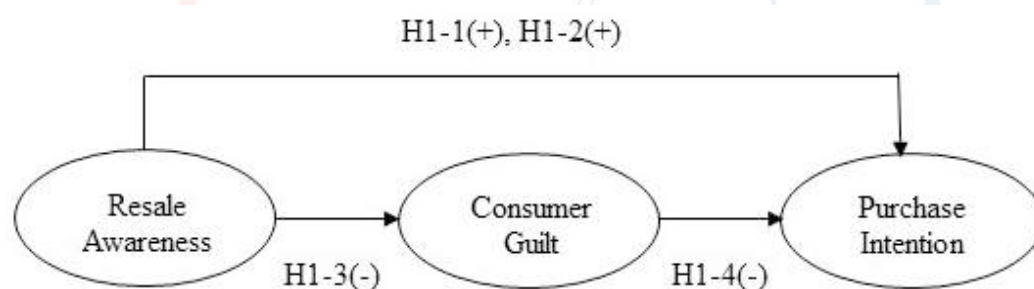 H1-1(+), H1-2(+)
Resale
Awareness
Consumer
Guilt
Purchase
Intention
H1-3(-)
H1-4(-)